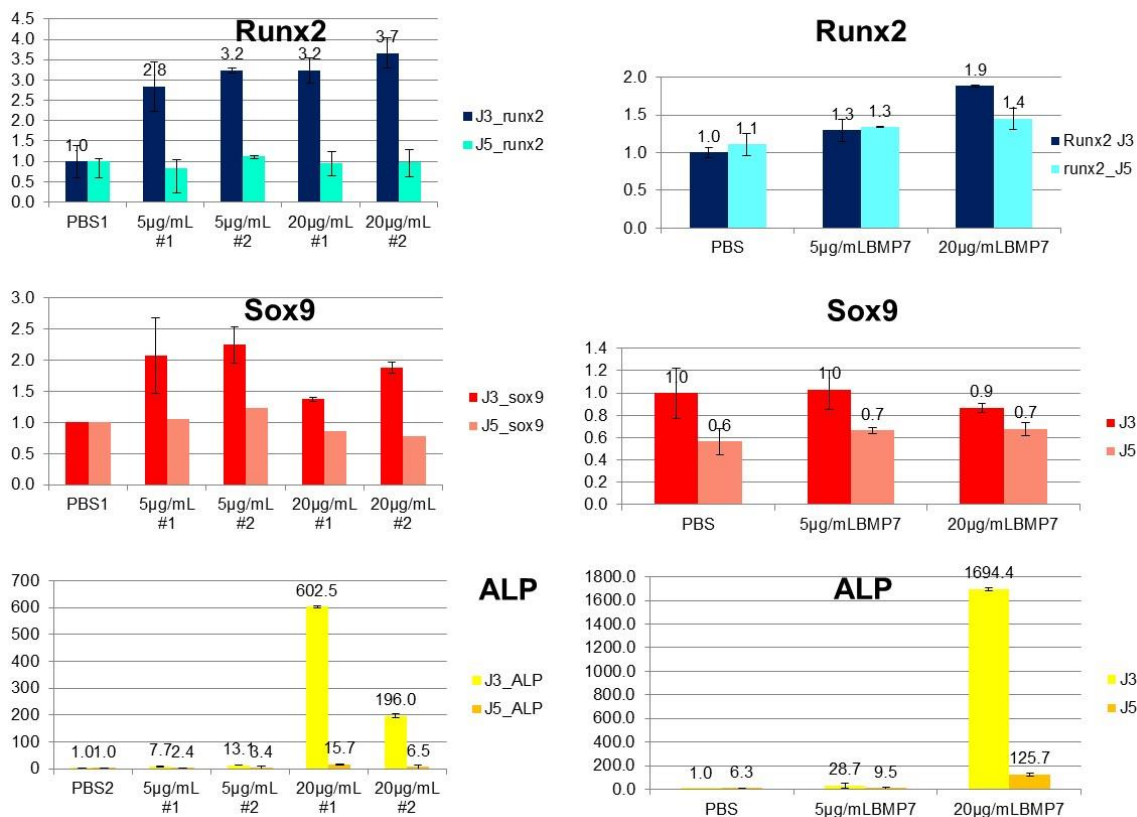 Runx2
4.5
4.0
3.5
3.0
2.5
2.0
1.5
1.0
0.5
0.0
1.0
2.8
3.2
3.2
3.7
J3_runx2
J5_runx2
PBS1
5µg/mL #1
5µg/mL #2
20µg/mL #1
20µg/mL #2
Runx2
2.0
1.5
1.0
0.5
0.0
1.0
1.1
1.3
1.3
1.9
1.4
Runx2 J3
runx2_J5
PBS
5µg/mLBMP7
20µg/mLBMP7
Sox9
3.0
2.5
2.0
1.5
1.0
0.5
0.0
J3_sox9
J5_sox9
PBS1
5µg/mL #1
5µg/mL #2
20µg/mL #1
20µg/mL #2
Sox9
1.4
1.2
1.0
0.8
0.6
0.4
0.2
0.0
1.0
0.6
1.0
0.7
0.9
0.7
J3
J5
PBS
5µg/mLBMP7
20µg/mLBMP7
ALP
700
600
500
400
300
200
100
0
1.0
1.0
7.7
2.4
13.1
3.4
602.5
15.7
196.0
6.5
J3_ALP
J5_ALP
PBS2
5µg/mL #1
5µg/mL #2
20µg/mL #1
20µg/mL #2
ALP
1800.0
1600.0
1400.0
1200.0
1000.0
800.0
600.0
400.0
200.0
0.0
1.0
6.3
28.7
9.5
1694.4
125.7
J3
J5
PBS
5µg/mLBMP7
20µg/mLBMP7